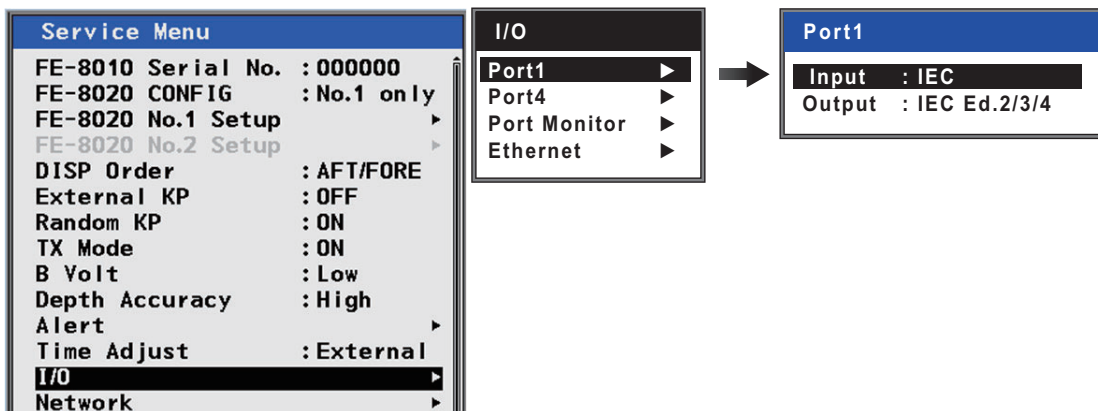 Service Menu
FE-8010 Serial No. :000000
FE-8020 CONFIG :No.1 only
FE-8020 No.1 Setup ▶
FE-8020 No.2 Setup ▶
DISP Order :AFT/FORE
External KP :OFF
Random KP :ON
TX Mode :ON
B Volt :Low
Depth Accuracy :High
Alert ▶
Time Adjust :External
I/O ▶
Network ▶
I/O
Port1 ▶
Port4 ▶
Port Monitor ▶
Ethernet ▶
Port1
Input : IEC
Output : IEC Ed.2/3/4